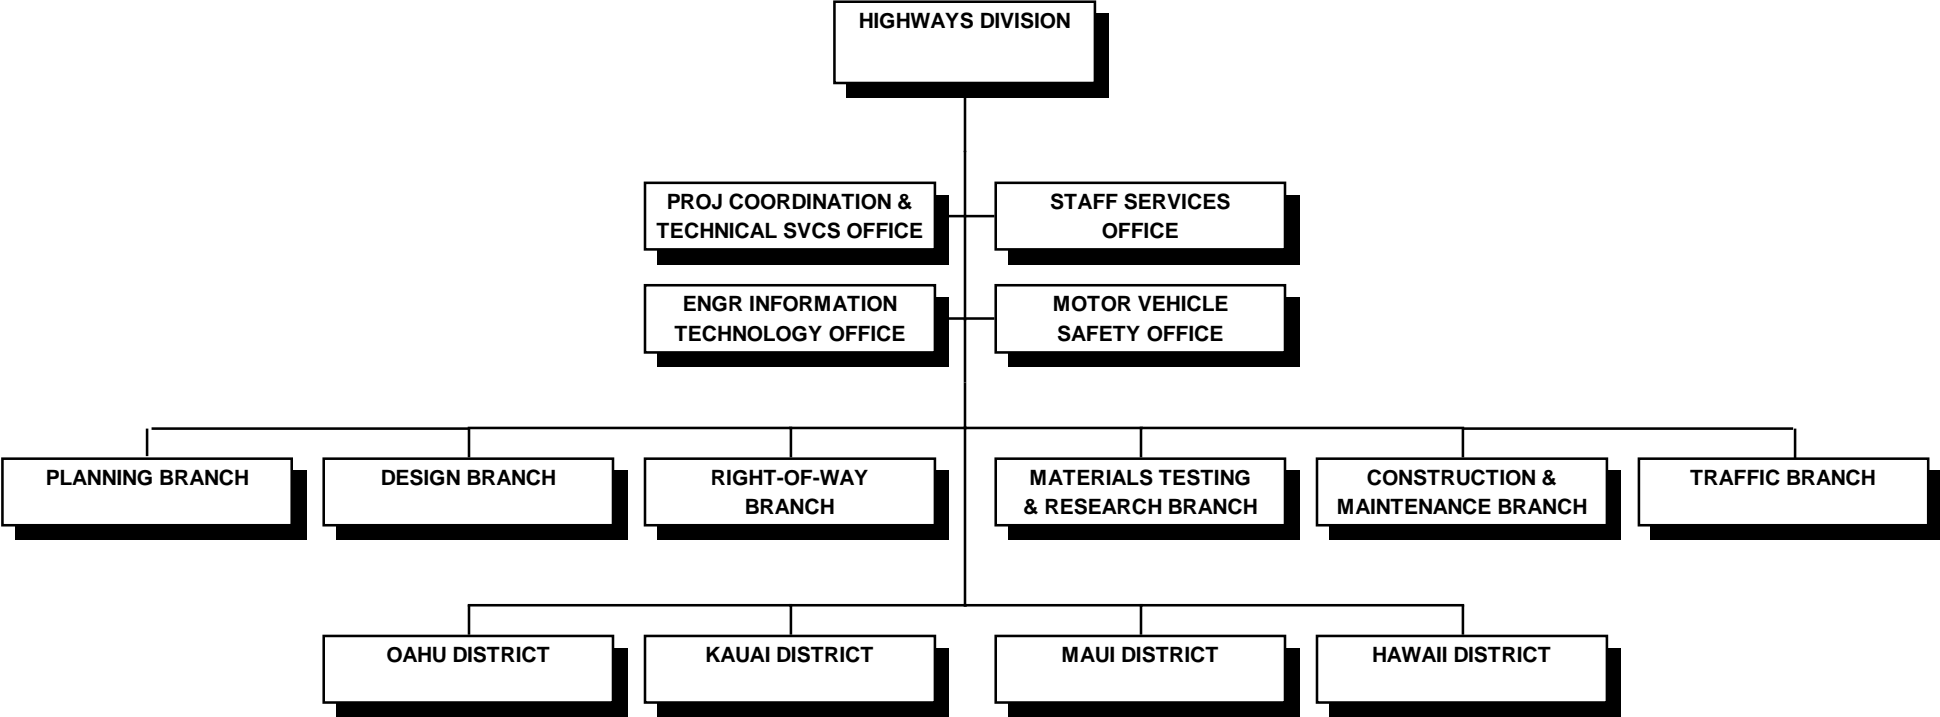 HIGHWAYS DIVISION
PROJ COORDINATION &
TECHNICAL SVCS OFFICE
STAFF SERVICES
OFFICE
ENGR INFORMATION
TECHNOLOGY OFFICE
MOTOR VEHICLE
SAFETY OFFICE
PLANNING BRANCH
DESIGN BRANCH
RIGHT-OF-WAY
BRANCH
MATERIALS TESTING
& RESEARCH BRANCH
CONSTRUCTION &
MAINTENANCE BRANCH
TRAFFIC BRANCH
OAHU DISTRICT
KAUAI DISTRICT
MAUI DISTRICT
HAWAII DISTRICT